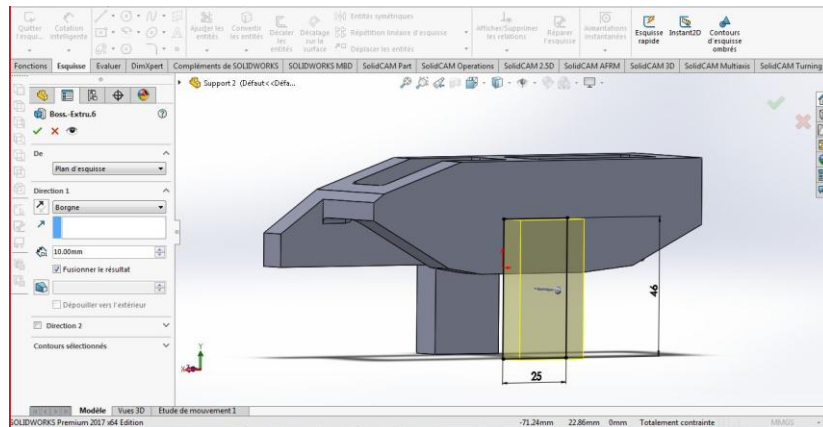 Quitter l'esqui...
Cotation intelligente
Ajuster les entités
Convertir les entités
Décaler les entités
Décalage sur la surface
Entités symétriques
Répétition linéaire d'esquisse
Déplacer les entités
Afficher/Supprimer les relations
Réparer l'esquisse
Aimantations instantanées
Esquisse rapide
Instant2D
Contours d'esquisse ombrés
Fonctions Esquisse Evaluer DimXpert Compléments de SOLIDWORKS SOLIDWORKS MBD SolidCAM Part SolidCAM Operations SolidCAM 2.5D SolidCAM AFRM SolidCAM 3D SolidCAM Multiaxis SolidCAM Turning
Support 2 (Défaut<<Défa...
Boss.-Extru.6
De
Plan d'esquisse
Direction 1
Borgne
10.00mm
Fusionner le résultat
Dépouiller vers l'extérieur
Direction 2
Contours sélectionnés
46
25
Y
Modèle Vues 3D Etude de mouvement 1
SOLIDWORKS Premium 2017 x64 Edition
-71.24mm 22.86mm 0mm Totalement contrainte MMGS